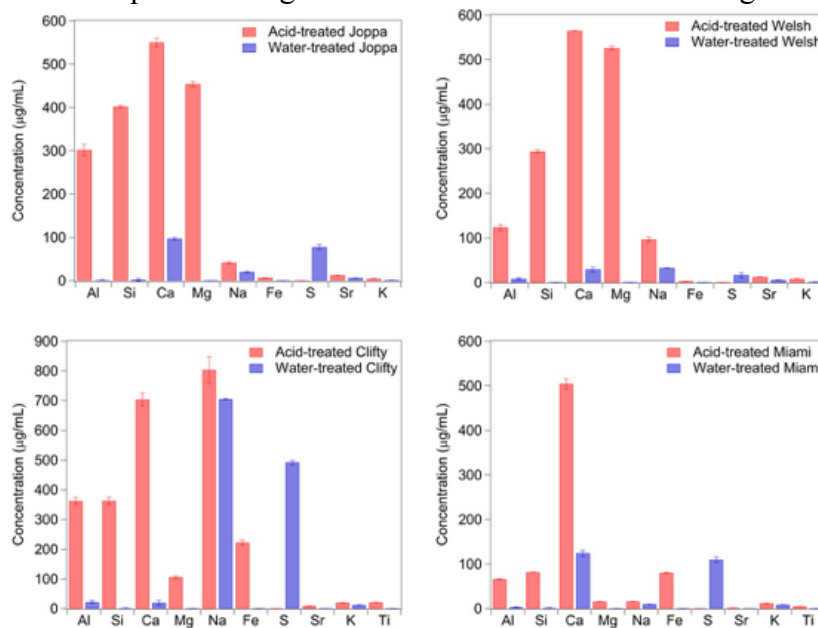 Acid-treated Joppa
Water-treated Joppa
Concentration (µg/mL)
600
500
400
300
200
100
0
Al Si Ca Mg Na Fe S Sr K
Acid-treated Welsh
Water-treated Welsh
Concentration (µg/mL)
600
500
400
300
200
100
0
Al Si Ca Mg Na Fe S Sr K
Acid-treated Clifty
Water-treated Clifty
Concentration (µg/mL)
900
800
700
600
500
400
300
200
100
0
Al Si Ca Mg Na Fe S Sr K Ti
Acid-treated Miami
Water-treated Miami
Concentration (µg/mL)
600
500
400
300
200
100
0
Al Si Ca Mg Na Fe S Sr K Ti